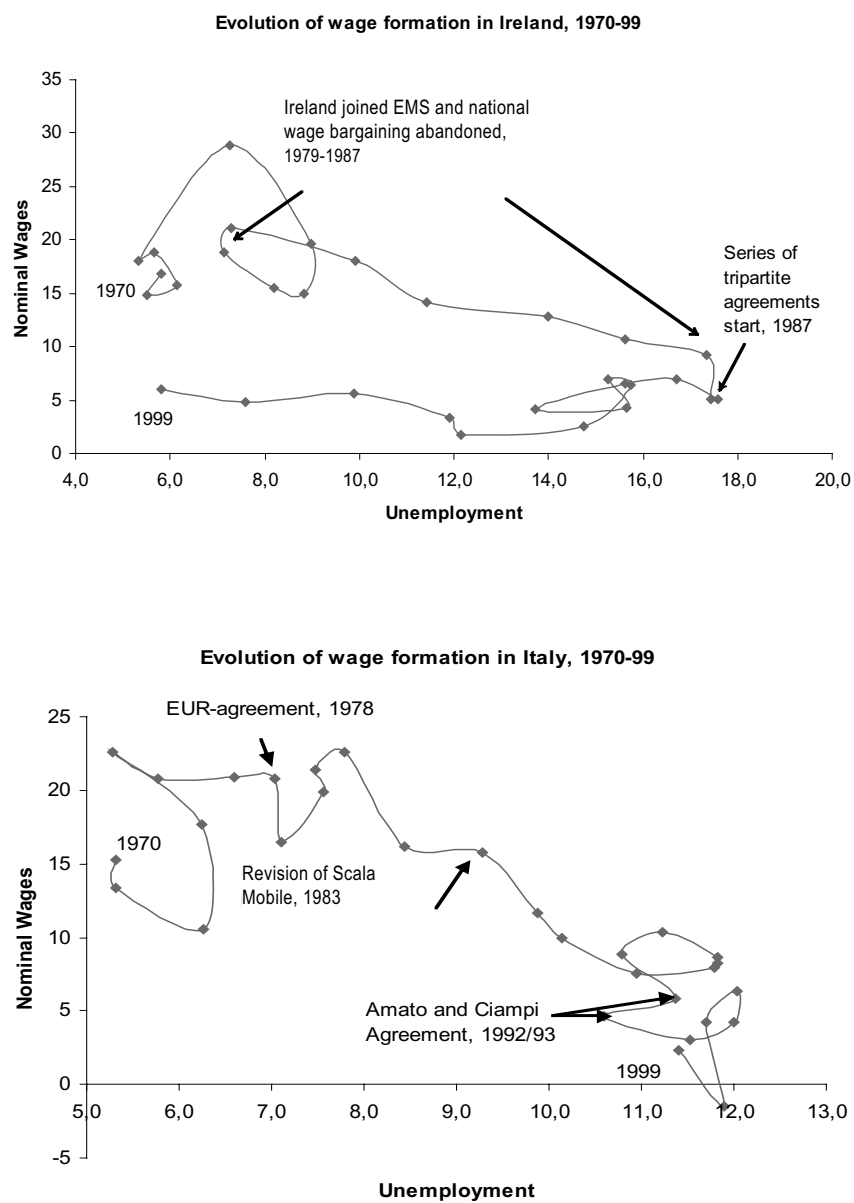 Evolution of wage formation in Ireland, 1970-99
35
30
25
20
15
10
5
0
Nominal Wages
Ireland joined EMS and national
wage bargaining abandoned,
1979-1987
Series of
tripartite
agreements
start, 1987
1970
1999
4,0 6,0 8,0 10,0 12,0 14,0 16,0 18,0 20,0
Unemployment
Evolution of wage formation in Italy, 1970-99
25
20
15
10
5
0
-5
Nominal Wages
EUR-agreement, 1978
1970
Revision of Scala
Mobile, 1983
Amato and Ciampi
Agreement, 1992/93
1999
5,0 6,0 7,0 8,0 9,0 10,0 11,0 12,0 13,0
Unemployment